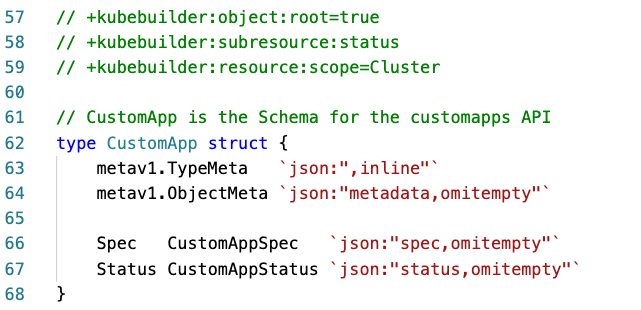 57 // +kubebuilder:object:root=true
58 // +kubebuilder:subresource:status
59 // +kubebuilder:resource:scope=Cluster
60
61 // CustomApp is the Schema for the customapps API
62 type CustomApp struct {
63     metav1.TypeMeta   `json:",inline"`
64     metav1.ObjectMeta `json:"metadata,omitempty"`
65
66     Spec   CustomAppSpec   `json:"spec,omitempty"`
67     Status CustomAppStatus `json:"status,omitempty"`
68 }